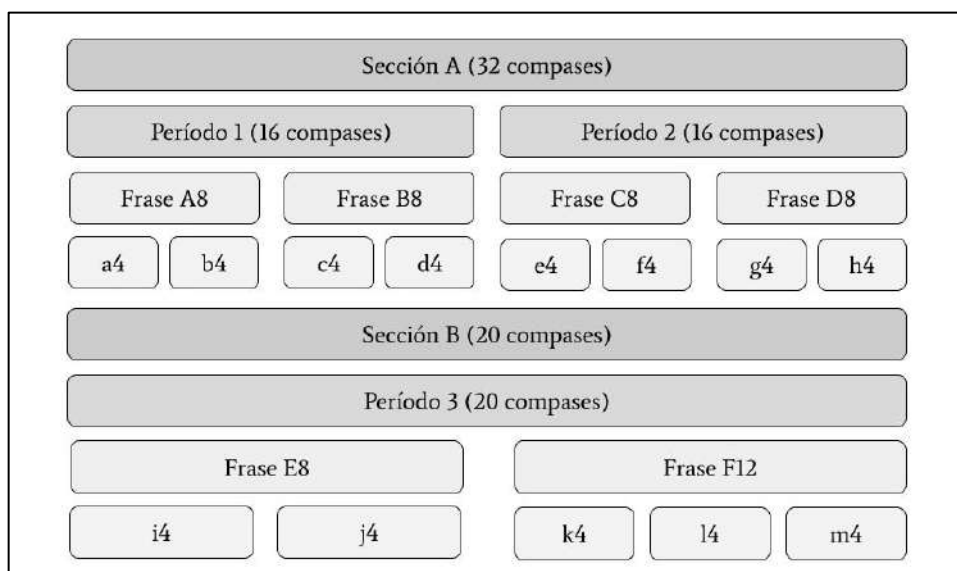 Sección A (32 compases)
Período 1 (16 compases) Período 2 (16 compases)
Frase A8 Frase B8 Frase C8 Frase D8
a4 b4 c4 d4 e4 f4 g4 h4
Sección B (20 compases)
Período 3 (20 compases)
Frase E8 Frase F12
i4 j4 k4 l4 m4